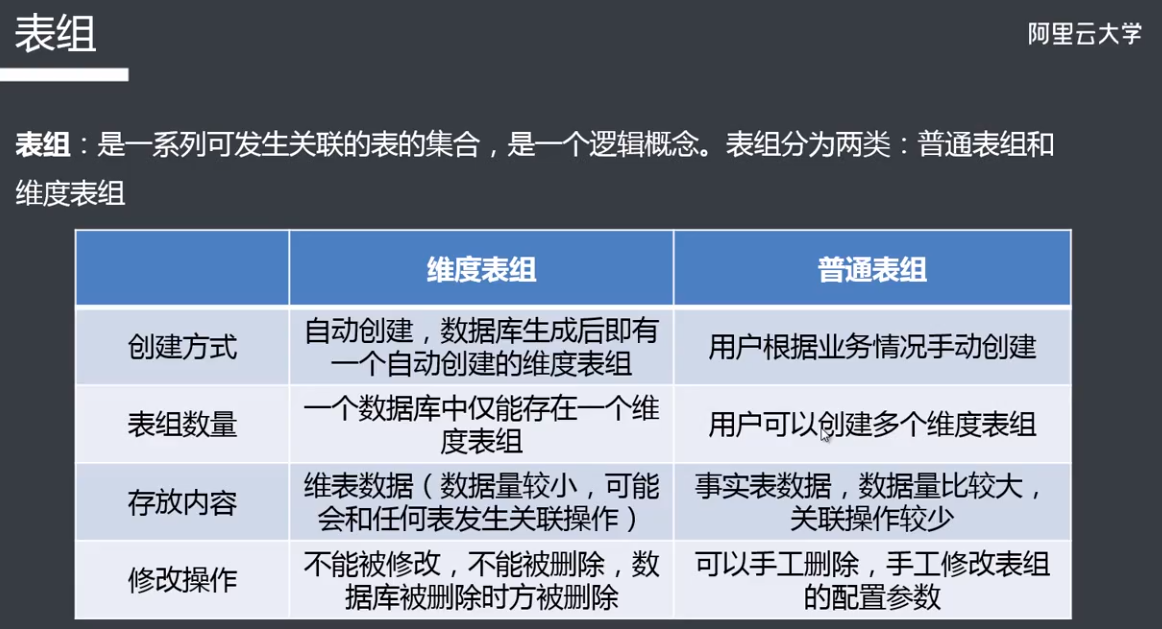 表组
阿里云大学
表组：是一系列可发生关联的表的集合，是一个逻辑概念。表组分为两类：普通表组和
维度表组
维度表组
普通表组
创建方式
自动创建，数据库生成后即有
一个自动创建的维度表组
用户根据业务情况手动创建
表组数量
一个数据库中仅能存在一个维
度表组
用户可以创建多个维度表组
存放内容
维表数据（数据量较小，可能
会和任何表发生关联操作）
事实表数据，数据量比较大，
关联操作较少
修改操作
不能被修改，不能被删除，数
据库被删除时方被删除
可以手工删除，手工修改表组
的配置参数